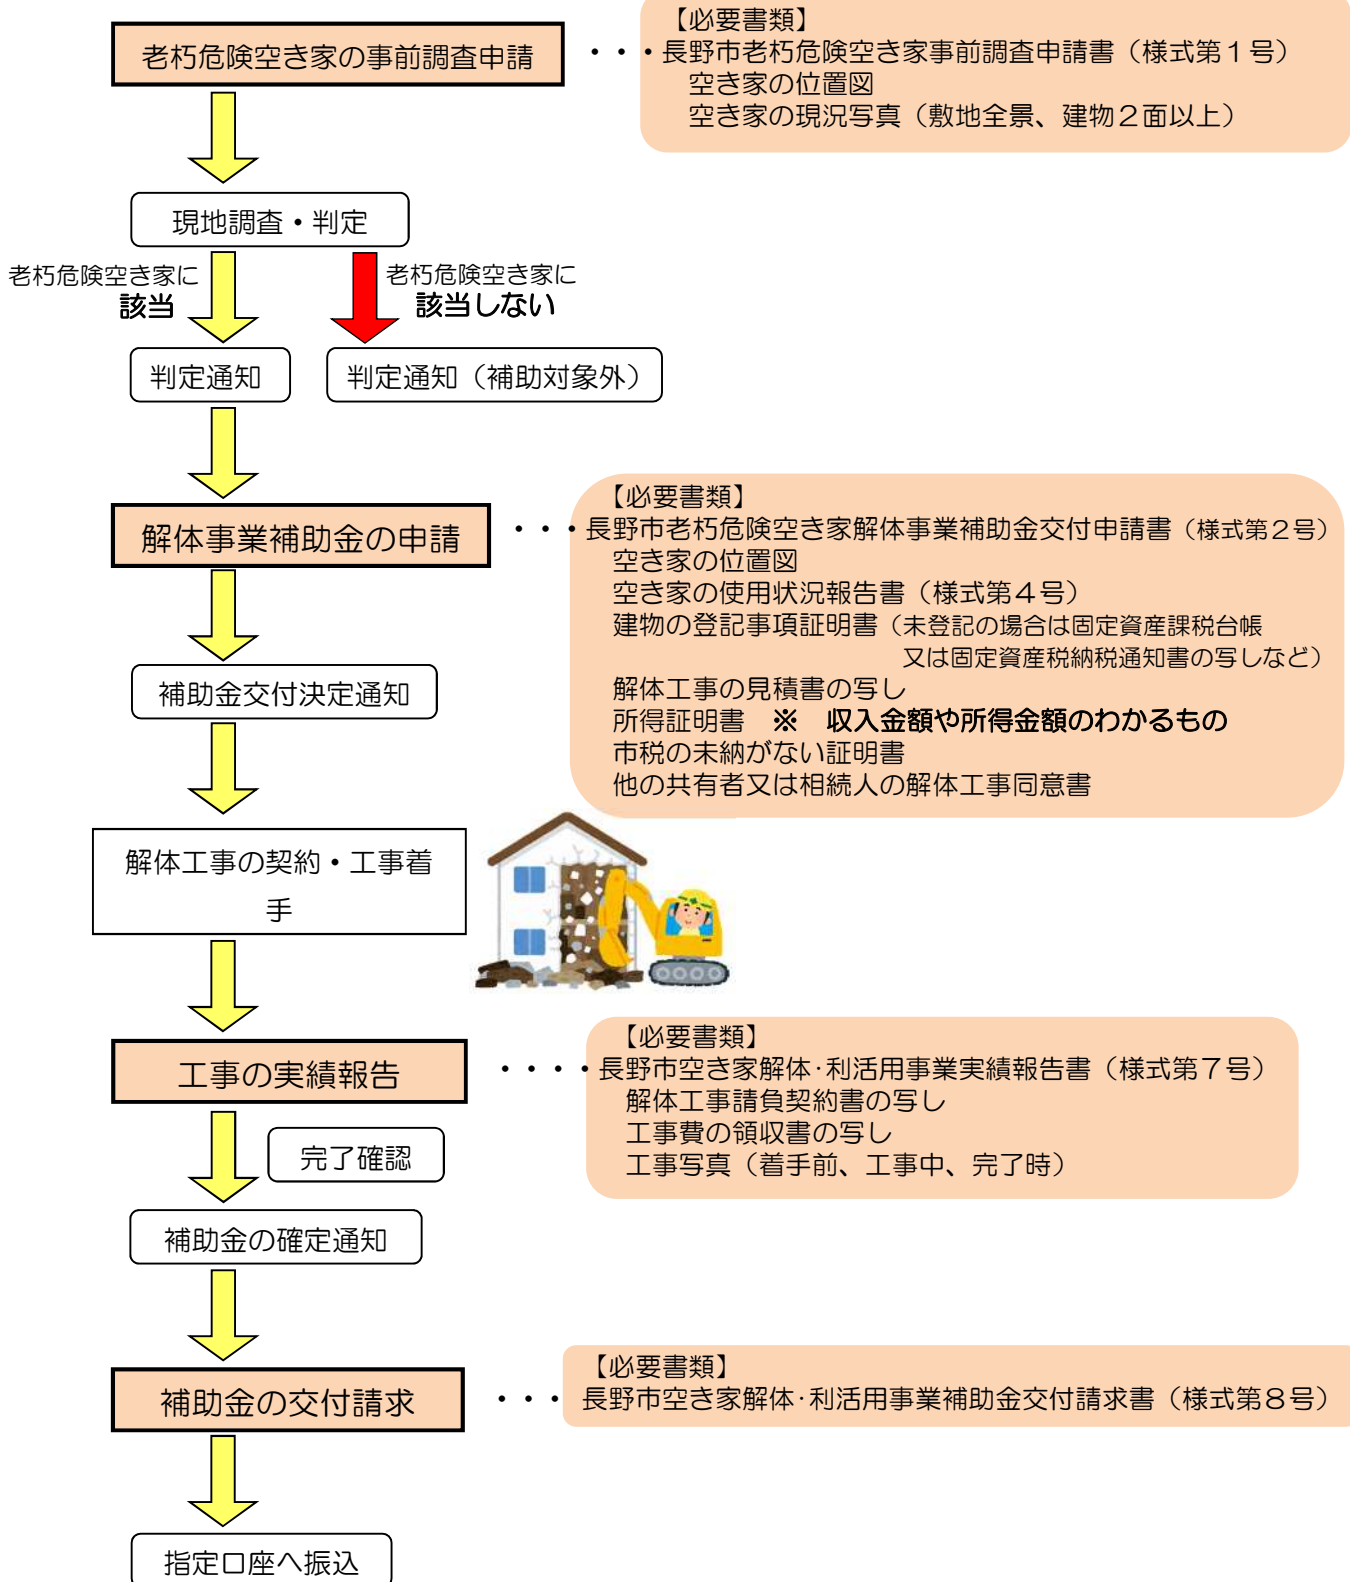 【必要書類】
老朽危険空き家の事前調査申請 ・・・長野市老朽危険空き家事前調査申請書（様式第１号）
空き家の位置図
空き家の現況写真（敷地全景、建物２面以上）
現地調査・判定
老朽危険空き家に
該当
老朽危険空き家に
該当しない
判定通知
判定通知（補助対象外）
【必要書類】
解体事業補助金の申請 ・・・長野市老朽危険空き家解体事業補助金交付申請書（様式第２号）
空き家の位置図
空き家の使用状況報告書（様式第４号）
建物の登記事項証明書（未登記の場合は固定資産課税台帳
又は固定資産税納税通知書の写しなど）
解体工事の見積書の写し
所得証明書　※　収入金額や所得金額のわかるもの
市税の未納がない証明書
他の共有者又は相続人の解体工事同意書
補助金交付決定通知
解体工事の契約・工事着
手
【必要書類】
工事の実績報告 ・・・・長野市空き家解体･利活用事業実績報告書（様式第７号）
解体工事請負契約書の写し
工事費の領収書の写し
工事写真（着手前、工事中、完了時）
完了確認
補助金の確定通知
【必要書類】
補助金の交付請求 ・・・ 長野市空き家解体･利活用事業補助金交付請求書（様式第８号）
指定口座へ振込